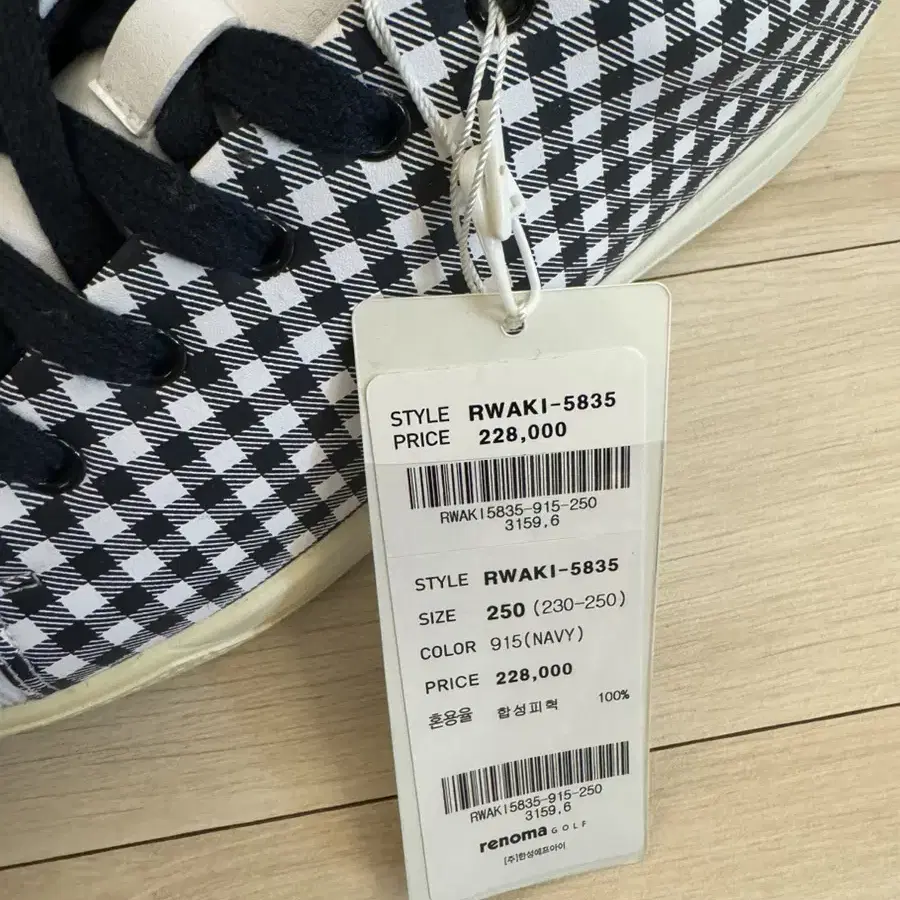 STYLE RWAKI-5835
PRICE 228,000
RWAKI5835-915-250
3159,6
STYLE RWAKI-5835
SIZE 250 (230-250)
COLOR 915(NAVY)
PRICE 228,000
혼용율 합성피혁 100%
RWAKI5835-915-250
3159,6
renoma GOLF
[주]한성에프아이